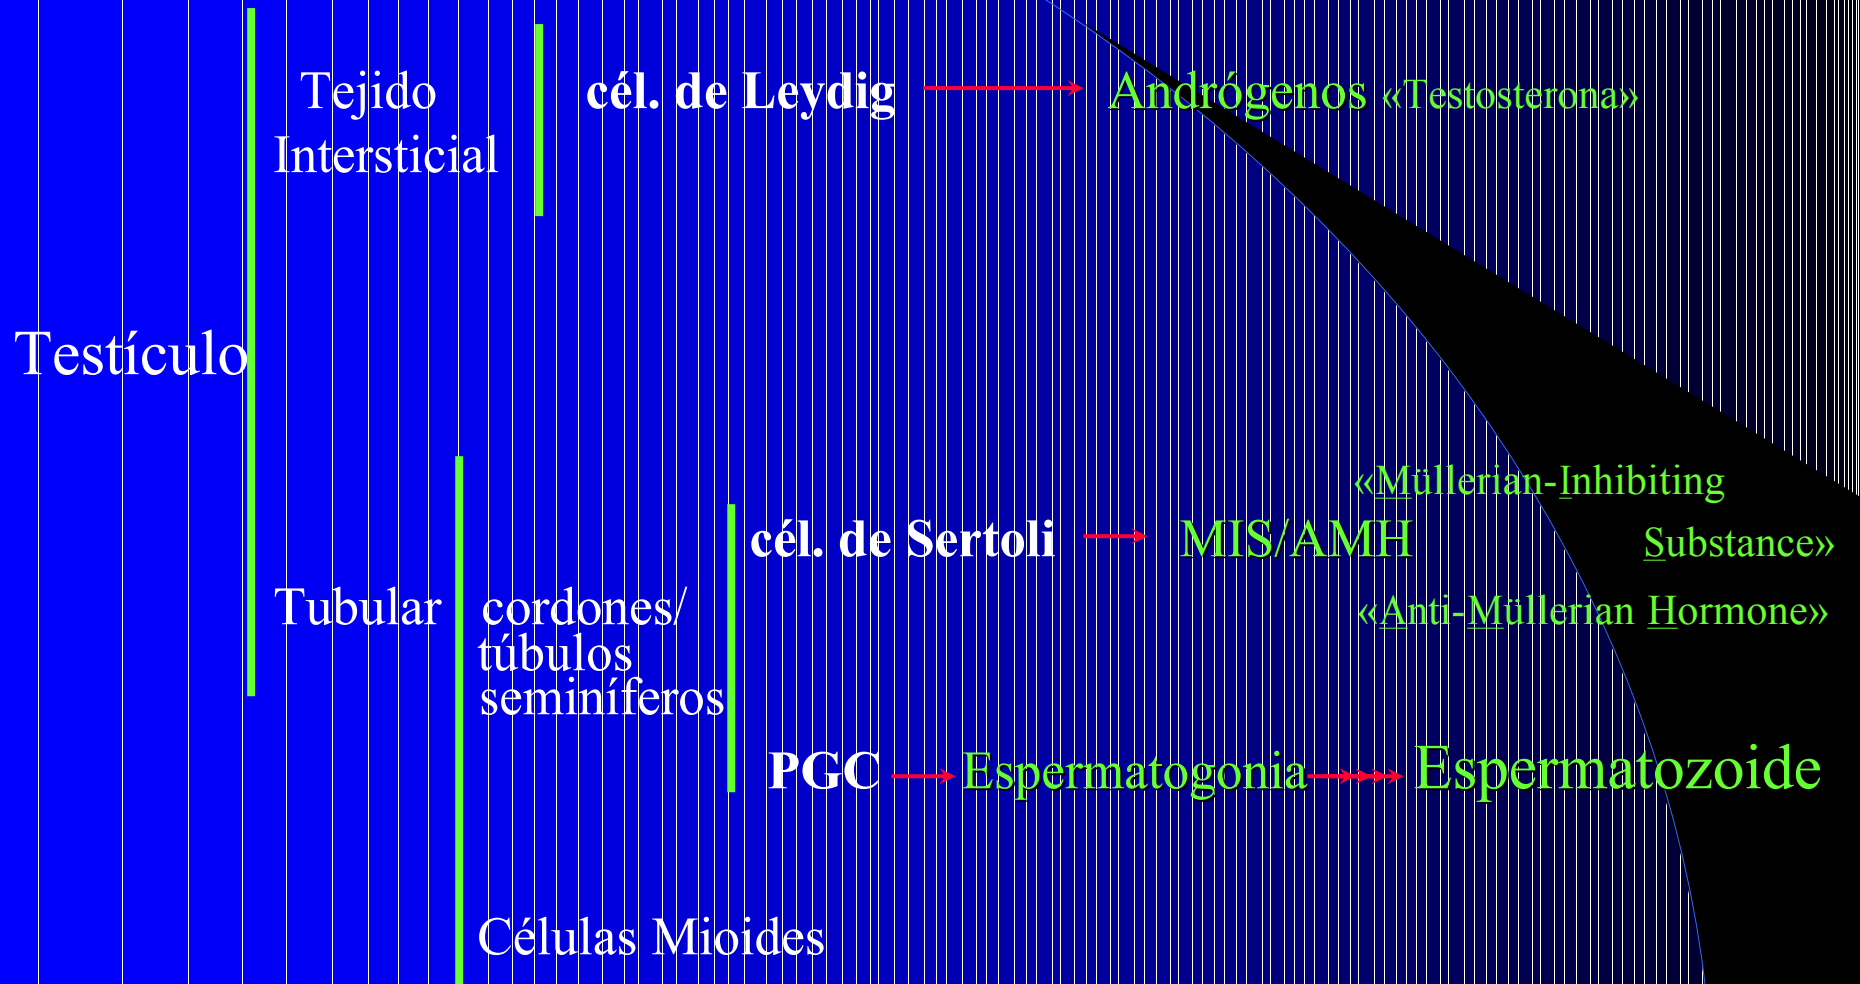 Tejido
Intersticial
cél. de Leydig
Andrógenos «Testosterona»
Testículo
Tubular
cordones/
túbulos
seminíferos
cél. de Sertoli
MIS/AMH
«Müllerian-Inhibiting
Substance»
«Anti-Müllerian Hormone»
PGC
Espermatogonia
Espermatozoide
Células Mioides